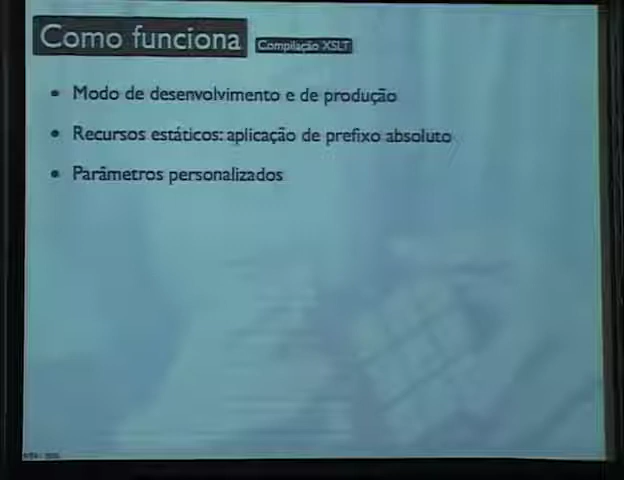 Como funciona
Compilação XSLT
• Modo de desenvolvimento e de produção
• Recursos estáticos: aplicação de prefixo absoluto
• Parâmetros personalizados